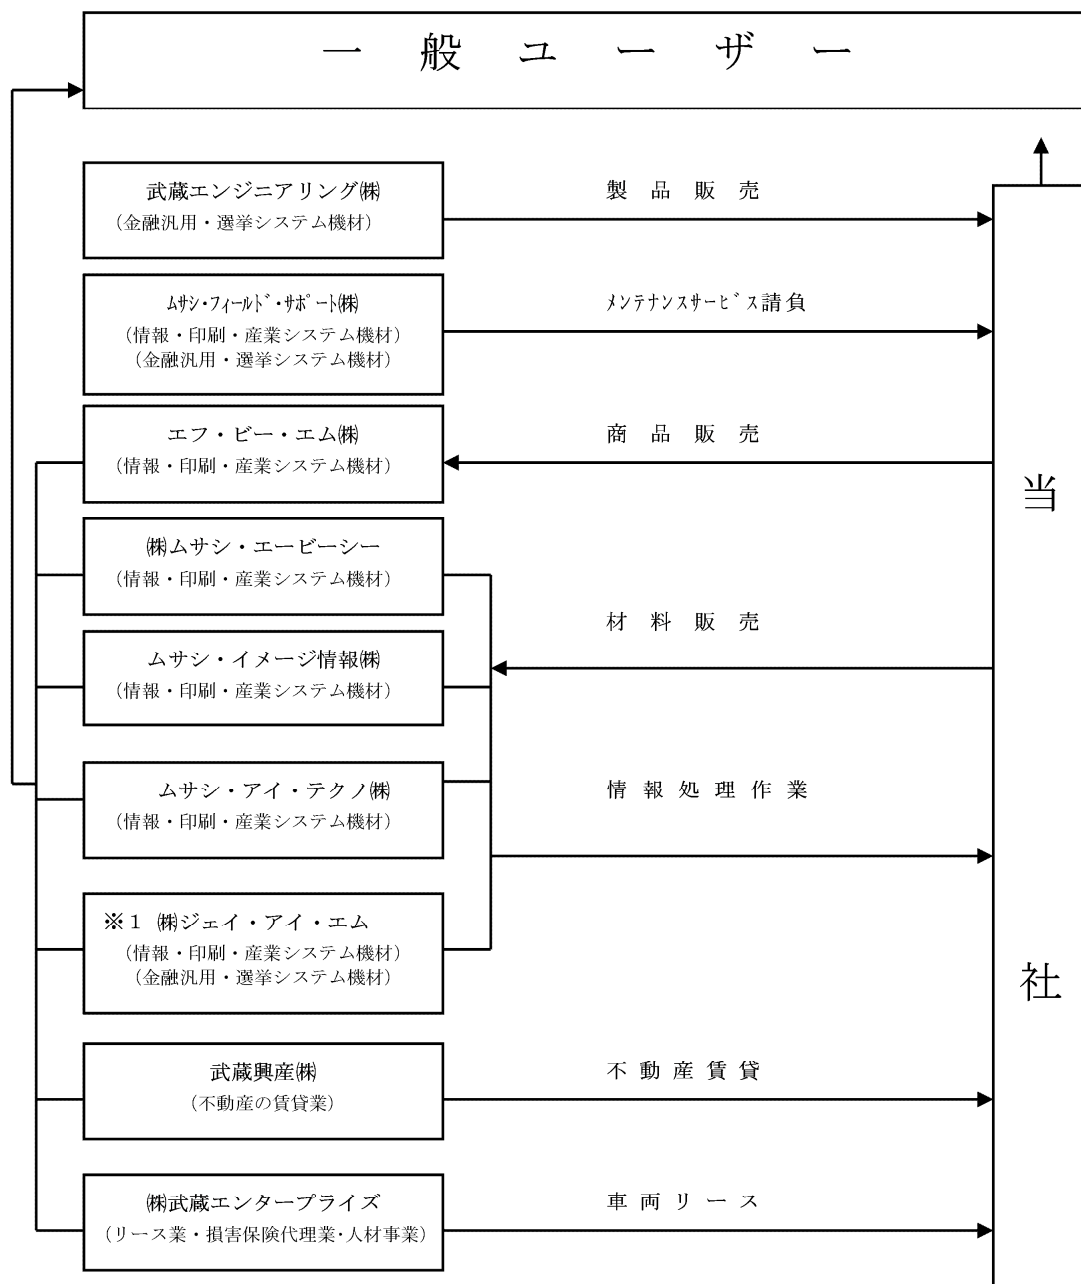 一般ユーザー
武蔵エンジニアリング㈱
（金融汎用・選挙システム機材）
製品販売
ﾑｻｼ・ﾌｨｰﾙﾄﾞ・ｻﾎﾟｰﾄ㈱
（情報・印刷・産業システム機材）
（金融汎用・選挙システム機材）
ﾒﾝﾃﾅﾝｽｻｰﾋﾞｽ請負
エフ・ビー・エム㈱
（情報・印刷・産業システム機材）
商品販売
㈱ムサシ・エービーシー
（情報・印刷・産業システム機材）
材料販売
ムサシ・イメージ情報㈱
（情報・印刷・産業システム機材）
ムサシ・アイ・テクノ㈱
（情報・印刷・産業システム機材）
情報処理作業
※１ ㈱ジェイ・アイ・エム
（情報・印刷・産業システム機材）
（金融汎用・選挙システム機材）
武蔵興産㈱
（不動産の賃貸業）
不動産賃貸
㈱武蔵エンタープライズ
（リース業・損害保険代理業･人材事業）
車両リース
当社